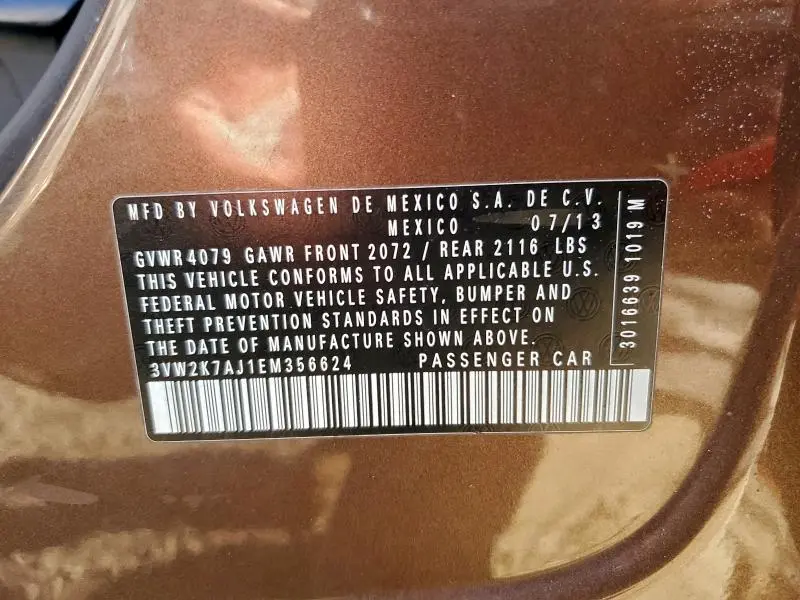 MFD BY VOLKSWAGEN DE MEXICO S.A. DE C.V.
MEXICO 07/13
GVWR4079 GAWR FRONT 2072 / REAR 2116 LBS
THIS VEHICLE CONFORMS TO ALL APPLICABLE U.S.
FEDERAL MOTOR VEHICLE SAFETY, BUMPER AND
THEFT PREVENTION STANDARDS IN EFFECT ON
THE DATE OF MANUFACTURE SHOWN ABOVE.
3VW2K7AJ1EM356624 PASSENGER CAR
3016639 1019 M